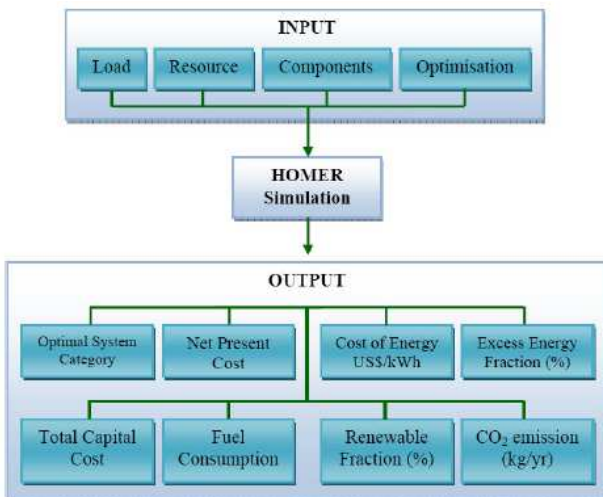 INPUT
Load
Resource
Components
Optimisation
HOMER
Simulation
OUTPUT
Optimal System
Category
Net Present
Cost
Cost of Energy
US$/kWh
Excess Energy
Fraction (%)
Total Capital
Cost
Fuel
Consumption
Renewable
Fraction (%)
CO₂ emission
(kg/yr)